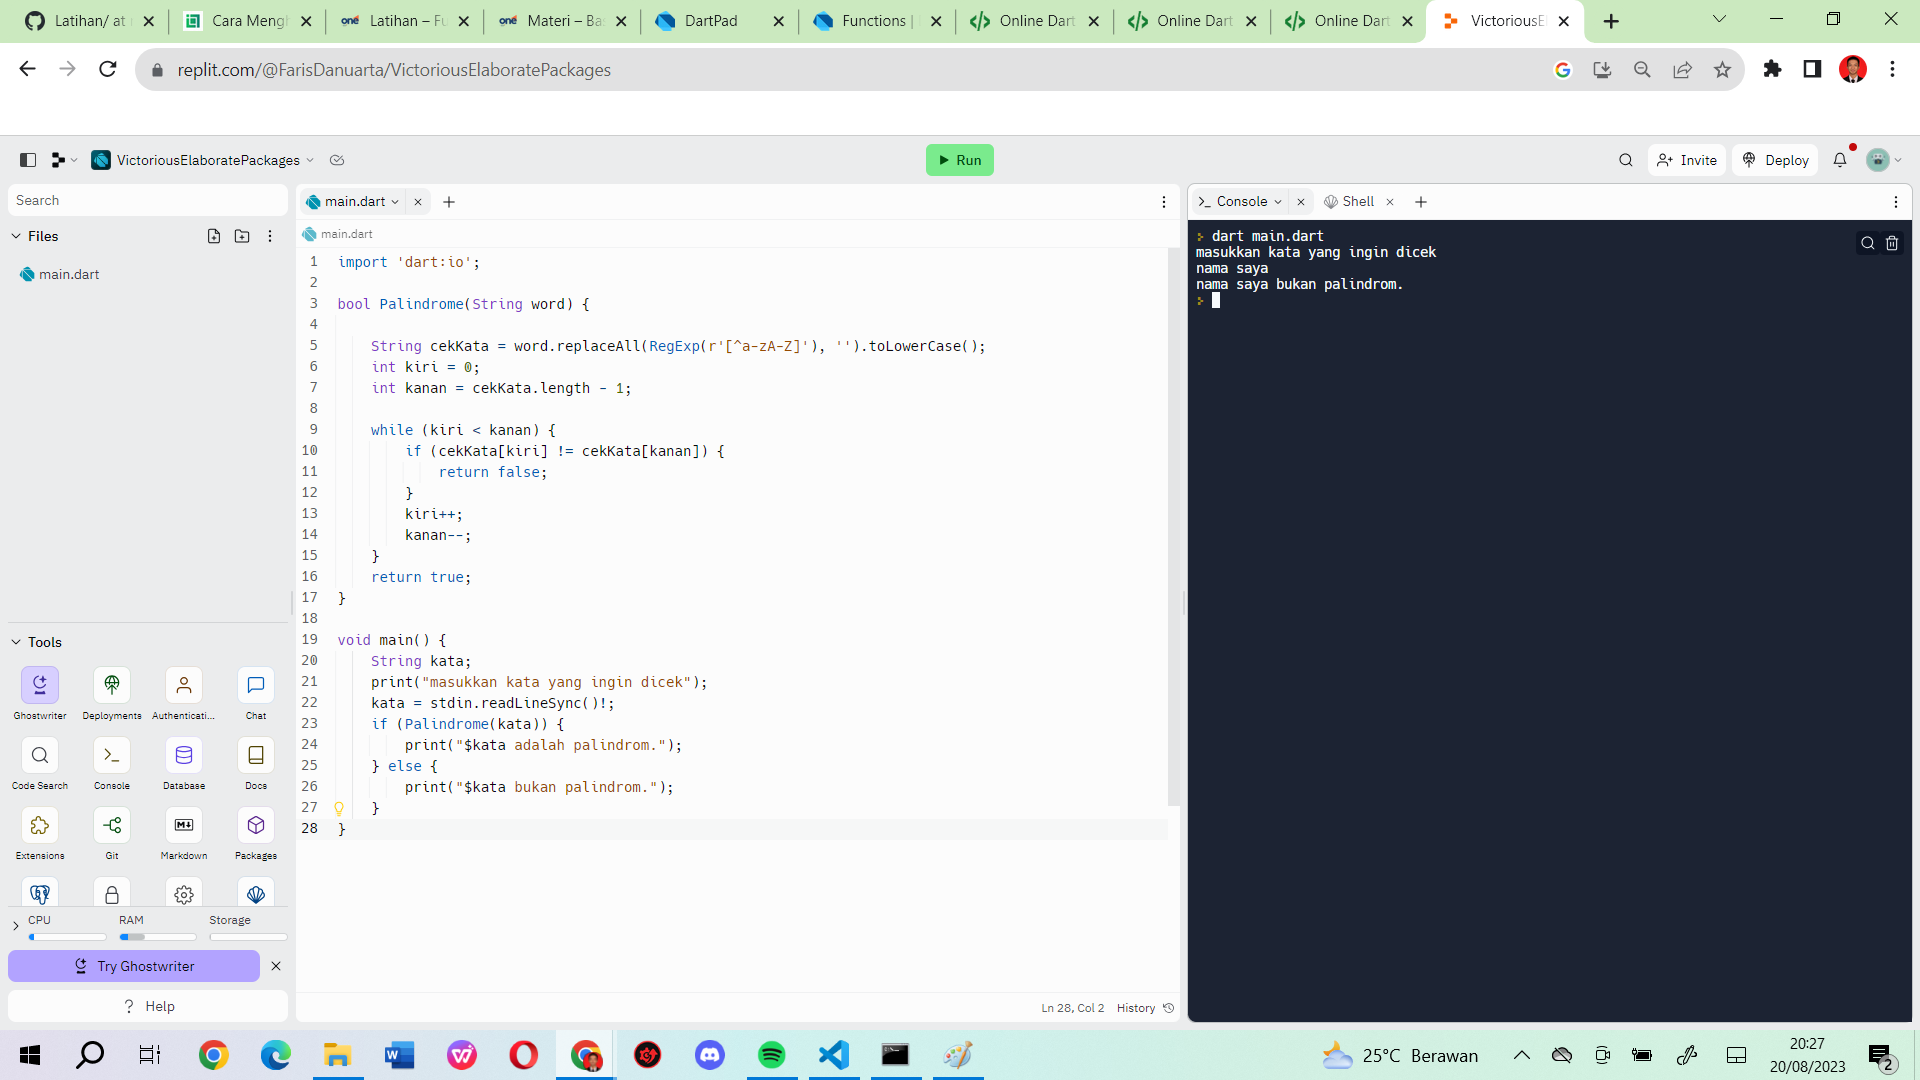 Latihan/ at
Cara Mengh
Latihan – Fu
Materi – Ba
DartPad
Functions |
Online Dart
Online Dart
Online Dart
VictoriousEl
replit.com/@FarisDanuarta/VictoriousElaboratePackages
VictoriousElaboratePackages
Run
Invite
Deploy
Search
Files
main.dart
main.dart
main.dart
1 import 'dart:io';
2
3 bool Palindrome(String word) {
4
5 String cekKata = word.replaceAll(RegExp(r'[^a-zA-Z]'), '').toLowerCase();
6 int kiri = 0;
7 int kanan = cekKata.length - 1;
8
9 while (kiri < kanan) {
10 if (cekKata[kiri] != cekKata[kanan]) {
11 return false;
12 }
13 kiri++;
14 kanan--;
15 }
16 return true;
17 }
18
19 void main() {
20 String kata;
21 print("masukkan kata yang ingin dicek");
22 kata = stdin.readLineSync()!;
23 if (Palindrome(kata)) {
24 print("$kata adalah palindrom.");
25 } else {
26 print("$kata bukan palindrom.");
27 }
28 }
Ln 28, Col 2 History
Console
Shell
dart main.dart
masukkan kata yang ingin dicek
nama saya
nama saya bukan palindrom.
Tools
Ghostwriter Deployments Authenticati... Chat
Code Search Console Database Docs
Extensions Git Markdown Packages
CPU RAM Storage
Try Ghostwriter
? Help
25°C Berawan
20:27
20/08/2023
2